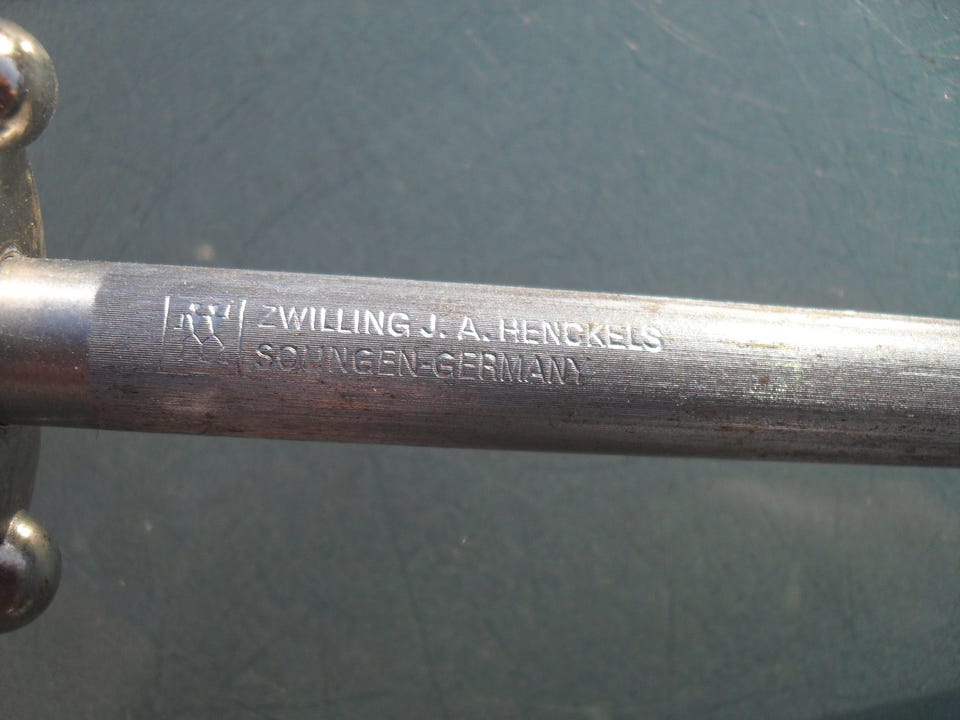 ZWILLING J. A. HENCKELS
SOLINGEN-GERMANY